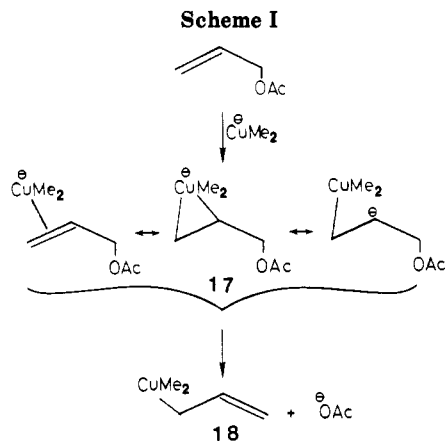 Scheme I
OAc
⊖
CuMe2
⊖
CuMe2
⊖
CuMe2
CuMe2
⊖
OAc
OAc
OAc
17
CuMe2
+
⊖
OAc
18